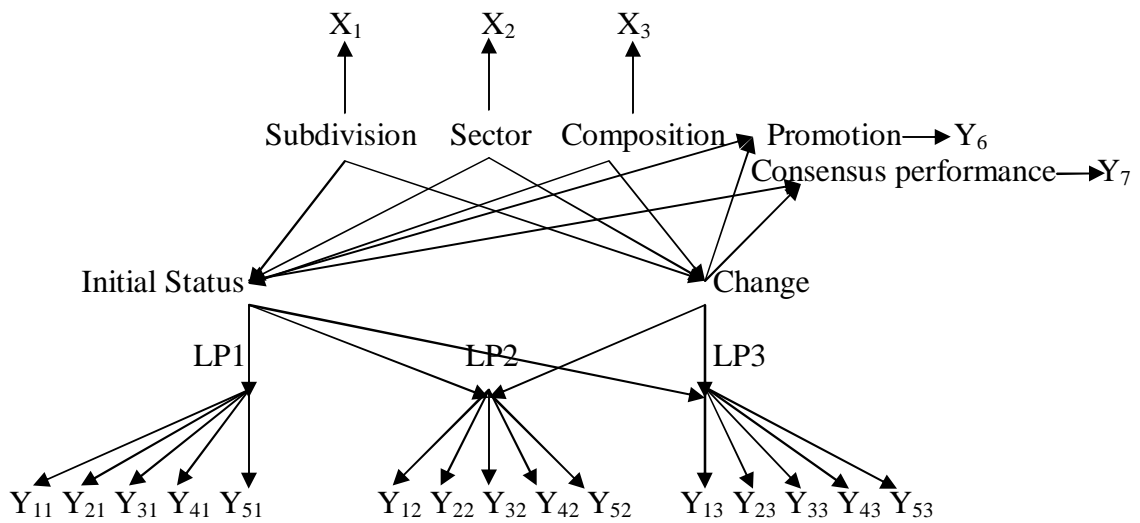 X₁ X₂ X₃
Subdivision Sector Composition Promotion Y₆
Consensus performance Y₇
Initial Status Change
LP1 LP2 LP3
Y₁₁ Y₂₁ Y₃₁ Y₄₁ Y₅₁ Y₁₂ Y₂₂ Y₃₂ Y₄₂ Y₅₂ Y₁₃ Y₂₃ Y₃₃ Y₄₃ Y₅₃